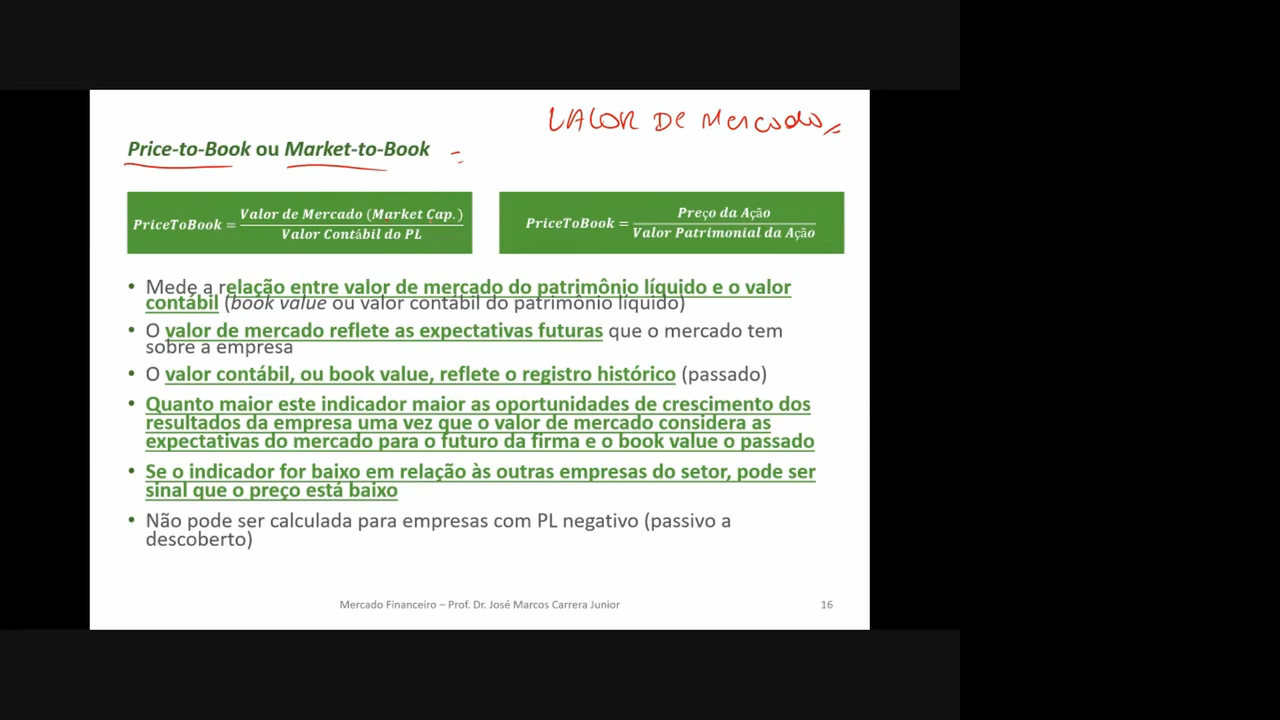 VALOR DE Mercado =
Price-to-Book ou Market-to-Book =
PriceToBook = Valor de Mercado (Market Cap.) / Valor Contábil do PL
PriceToBook = Preço da Ação / Valor Patrimonial da Ação
• Mede a relação entre valor de mercado do patrimônio líquido e o valor
contábil (book value ou valor contábil do patrimônio líquido)
• O valor de mercado reflete as expectativas futuras que o mercado tem
sobre a empresa
• O valor contábil, ou book value, reflete o registro histórico (passado)
• Quanto maior este indicador maior as oportunidades de crescimento dos
resultados da empresa uma vez que o valor de mercado considera as
expectativas do mercado para o futuro da firma e o book value o passado
• Se o indicador for baixo em relação às outras empresas do setor, pode ser
sinal que o preço está baixo
• Não pode ser calculada para empresas com PL negativo (passivo a
descoberto)
Mercado Financeiro – Prof. Dr. José Marcos Carrera Junior
16